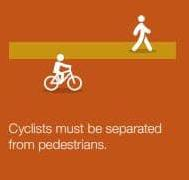 Cyclists must be separated
from pedestrians.